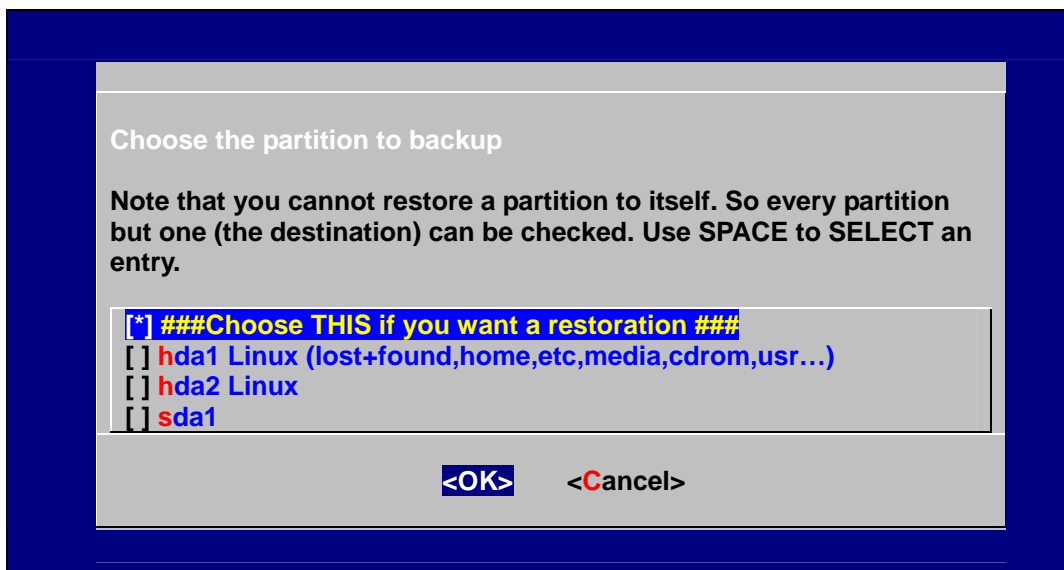 Choose the partition to backup
Note that you cannot restore a partition to itself. So every partition
but one (the destination) can be checked. Use SPACE to SELECT an
entry.
[*] ###Choose THIS if you want a restoration ###
[ ] hda1 Linux (lost+found,home,etc,media,cdrom,usr…)
[ ] hda2 Linux
[ ] sda1
<OK> <Cancel>